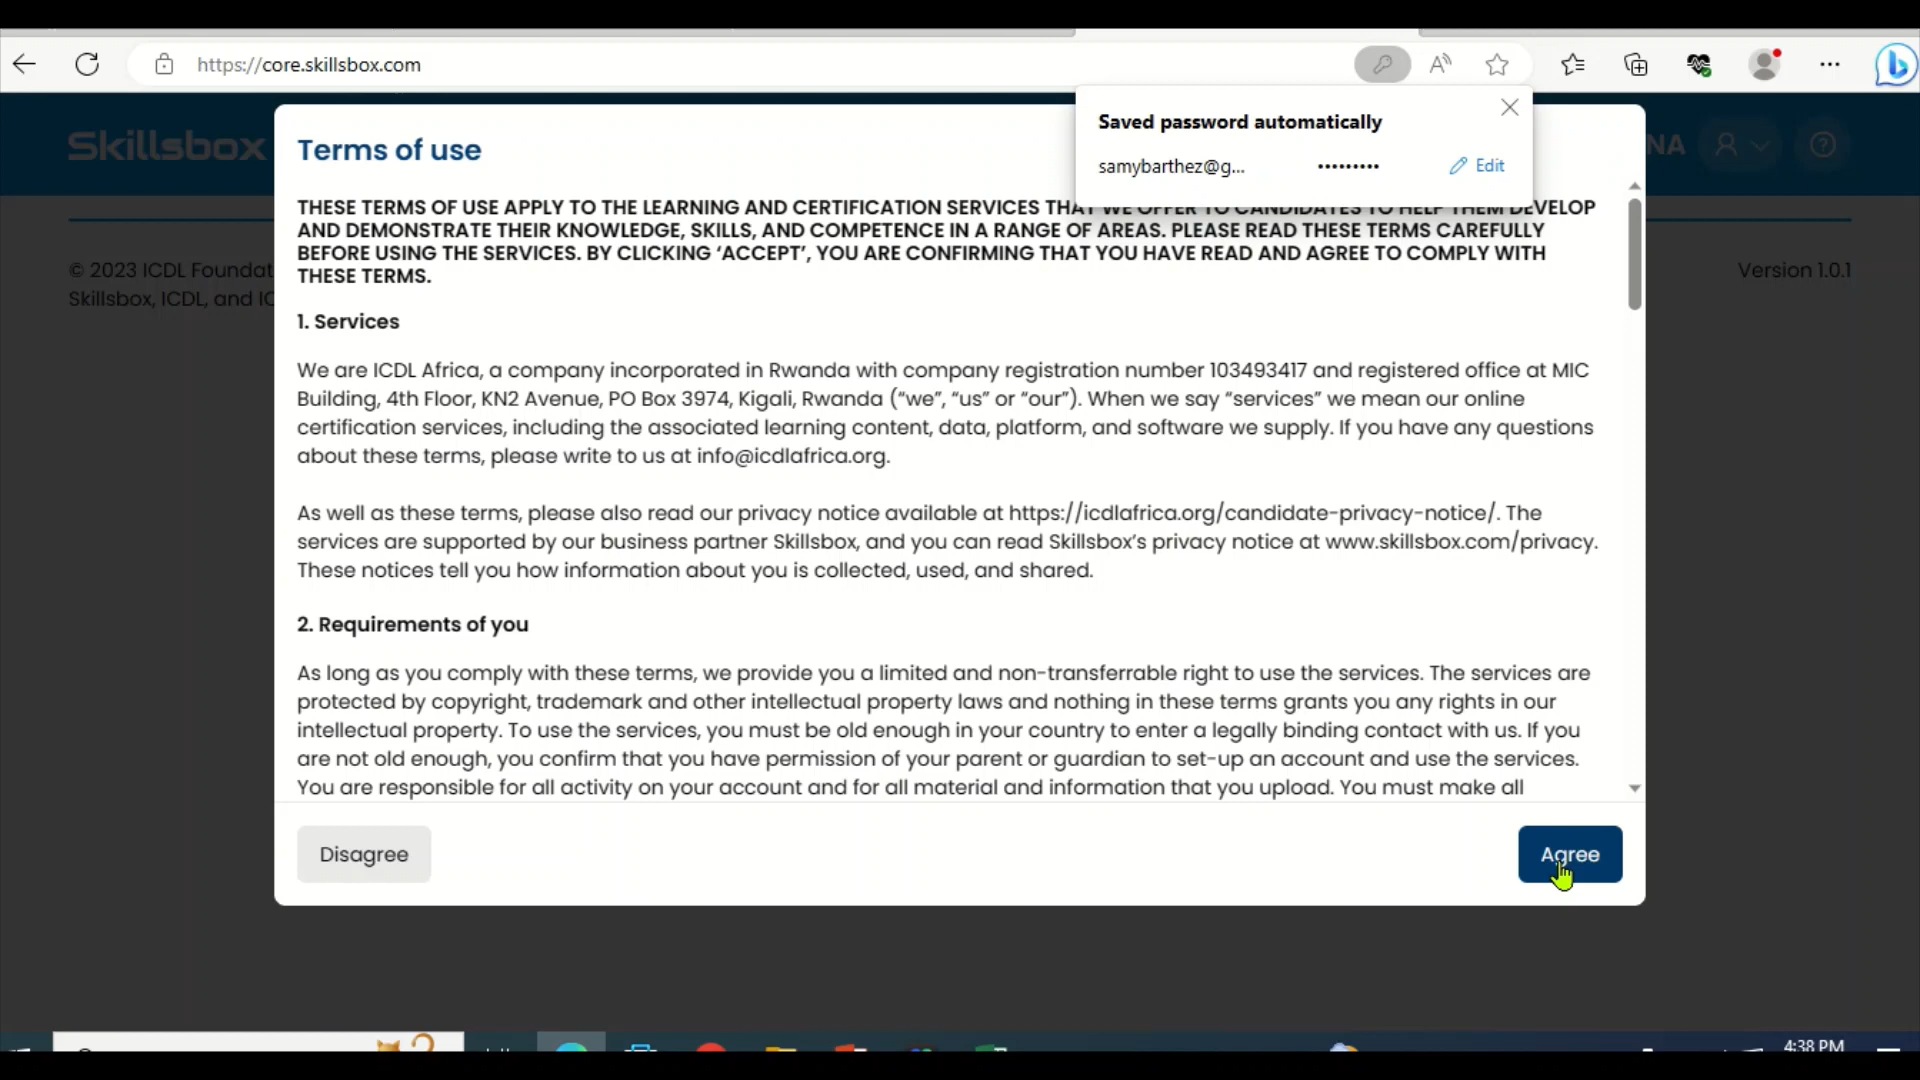 https://core.skillsbox.com
Saved password automatically
samybarthez@g... ••••••••• Edit
Skillsbox
NA
Terms of use
THESE TERMS OF USE APPLY TO THE LEARNING AND CERTIFICATION SERVICES THAT WE OFFER TO CANDIDATES TO HELP THEM DEVELOP
AND DEMONSTRATE THEIR KNOWLEDGE, SKILLS, AND COMPETENCE IN A RANGE OF AREAS. PLEASE READ THESE TERMS CAREFULLY
BEFORE USING THE SERVICES. BY CLICKING ‘ACCEPT’, YOU ARE CONFIRMING THAT YOU HAVE READ AND AGREE TO COMPLY WITH
THESE TERMS.
© 2023 ICDL Foundat
Skillsbox, ICDL, and IC
Version 1.0.1
1. Services
We are ICDL Africa, a company incorporated in Rwanda with company registration number 103493417 and registered office at MIC
Building, 4th Floor, KN2 Avenue, PO Box 3974, Kigali, Rwanda (“we”, “us” or “our”). When we say “services” we mean our online
certification services, including the associated learning content, data, platform, and software we supply. If you have any questions
about these terms, please write to us at info@icdlafrica.org.
As well as these terms, please also read our privacy notice available at https://icdlafrica.org/candidate-privacy-notice/. The
services are supported by our business partner Skillsbox, and you can read Skillsbox’s privacy notice at www.skillsbox.com/privacy.
These notices tell you how information about you is collected, used, and shared.
2. Requirements of you
As long as you comply with these terms, we provide you a limited and non-transferrable right to use the services. The services are
protected by copyright, trademark and other intellectual property laws and nothing in these terms grants you any rights in our
intellectual property. To use the services, you must be old enough in your country to enter a legally binding contact with us. If you
are not old enough, you confirm that you have permission of your parent or guardian to set-up an account and use the services.
You are responsible for all activity on your account and for all material and information that you upload. You must make all
Disagree
Agree
4:38 PM